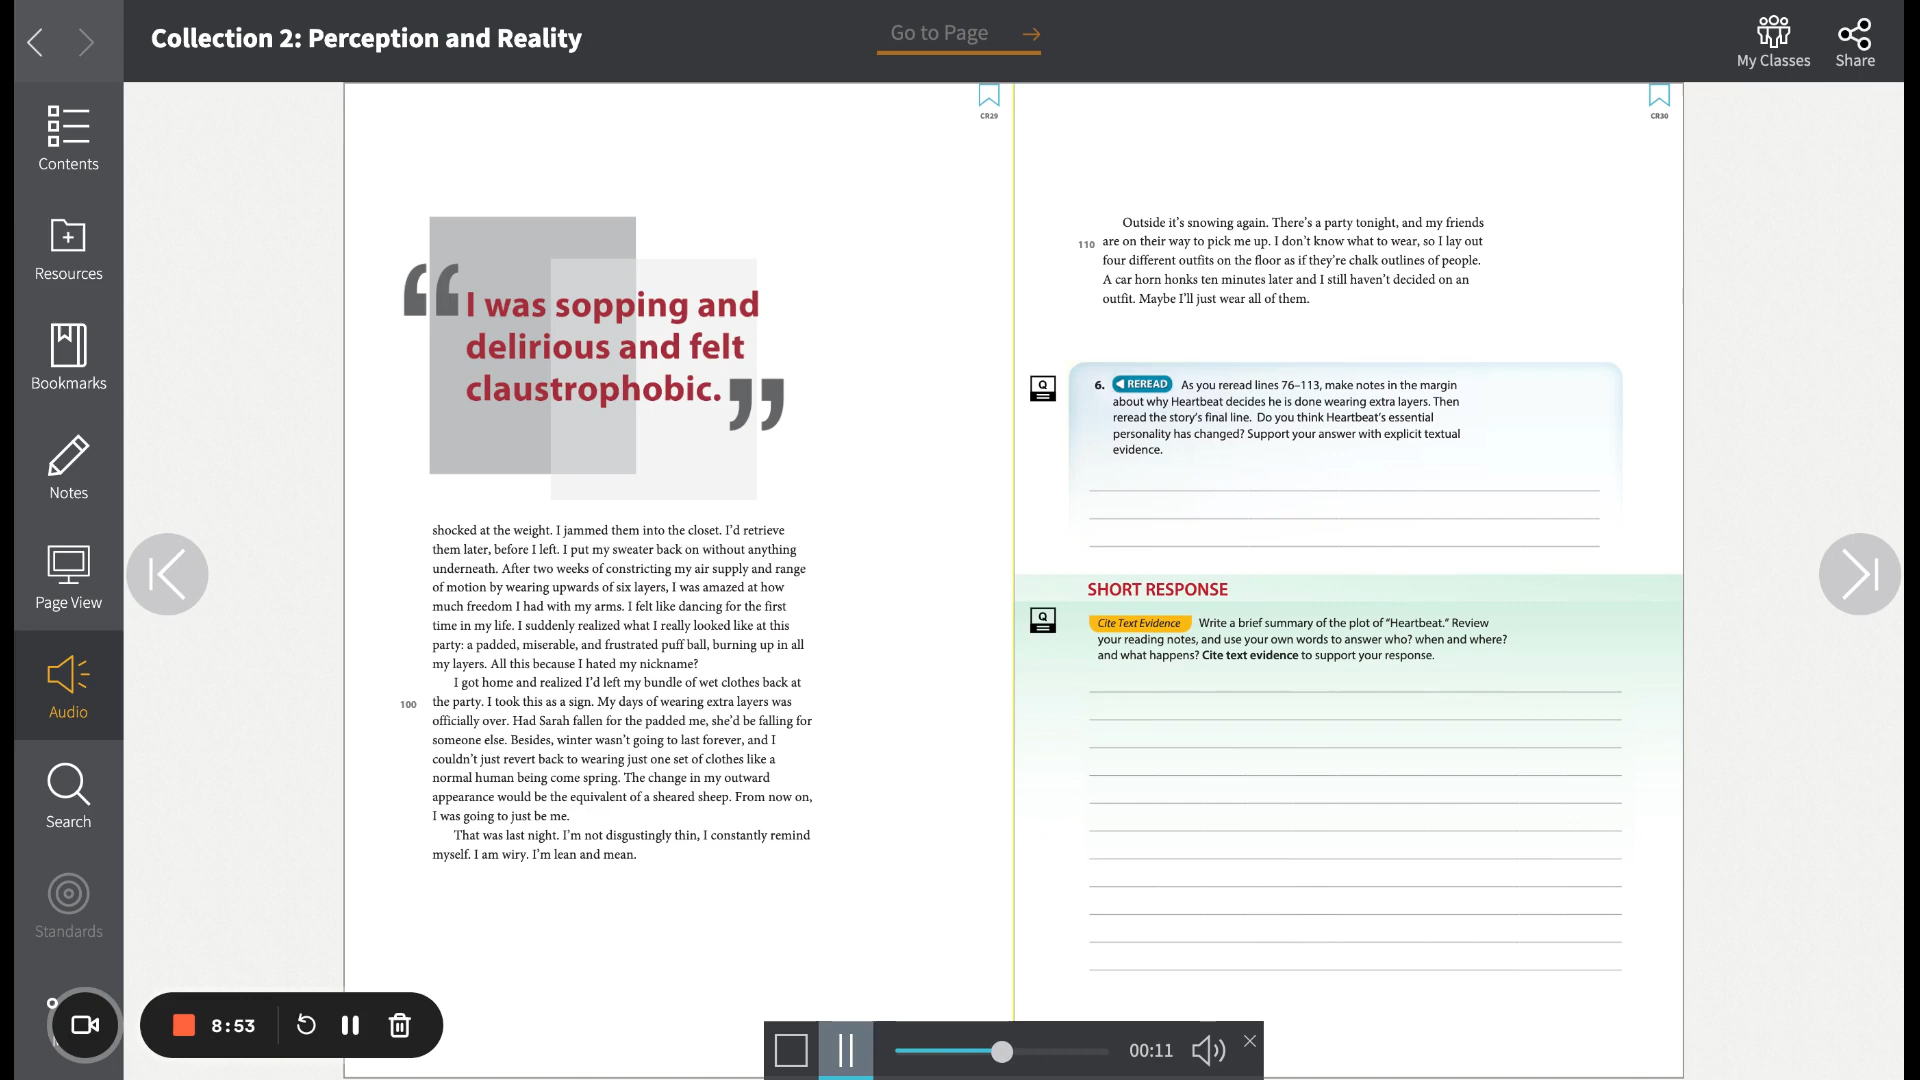 Collection 2: Perception and Reality
Go to Page
My Classes
Share
Contents
Resources
Bookmarks
Notes
Page View
Audio
Search
Standards
CR29
“I was sopping and
delirious and felt
claustrophobic.”
shocked at the weight. I jammed them into the closet. I’d retrieve
them later, before I left. I put my sweater back on without anything
underneath. After two weeks of constricting my air supply and range
of motion by wearing upwards of six layers, I was amazed at how
much freedom I had with my arms. I felt like dancing for the first
time in my life. I suddenly realized what I really looked like at this
party: a padded, miserable, and frustrated puff ball, burning up in all
my layers. All this because I hated my nickname?
I got home and realized I’d left my bundle of wet clothes back at
100 the party. I took this as a sign. My days of wearing extra layers was
officially over. Had Sarah fallen for the padded me, she’d be falling for
someone else. Besides, winter wasn’t going to last forever, and I
couldn’t just revert back to wearing just one set of clothes like a
normal human being come spring. The change in my outward
appearance would be the equivalent of a sheared sheep. From now on,
I was going to just be me.
That was last night. I’m not disgustingly thin, I constantly remind
myself. I am wiry. I’m lean and mean.
CR30
Outside it’s snowing again. There’s a party tonight, and my friends
110 are on their way to pick me up. I don’t know what to wear, so I lay out
four different outfits on the floor as if they’re chalk outlines of people.
A car horn honks ten minutes later and I still haven’t decided on an
outfit. Maybe I’ll just wear all of them.
Q
6. REREAD As you reread lines 76–113, make notes in the margin
about why Heartbeat decides he is done wearing extra layers. Then
reread the story’s final line. Do you think Heartbeat’s essential
personality has changed? Support your answer with explicit textual
evidence.
SHORT RESPONSE
Q
Cite Text Evidence Write a brief summary of the plot of “Heartbeat.” Review
your reading notes, and use your own words to answer who? when and where?
and what happens? Cite text evidence to support your response.
8:53
00:11